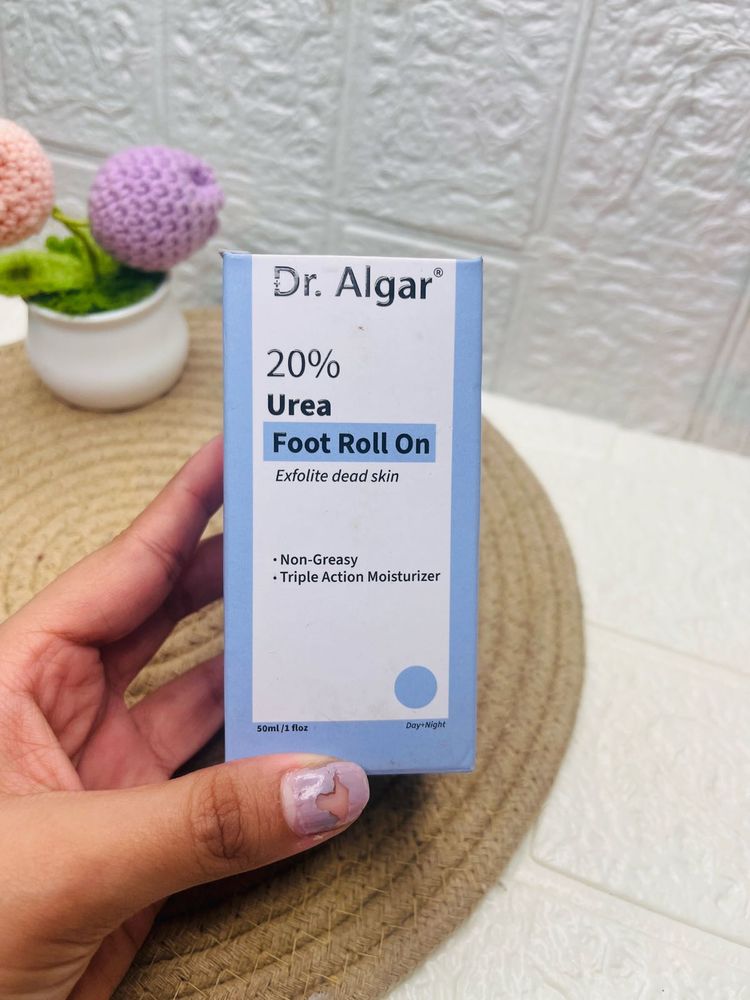 Dr. Algar®
20%
Urea
Foot Roll On
Exfolite dead skin
• Non-Greasy
• Triple Action Moisturizer
50ml /1 floz
Day+Night